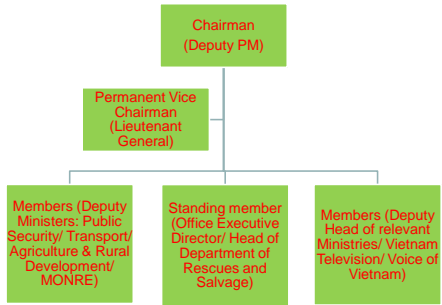 Chairman
(Deputy PM)
Permanent Vice
Chairman
(Lieutenant
General)
Members (Deputy
Ministers: Public
Security/ Transport/
Agriculture & Rural
Development/
MONRE)
Standing member
(Office Executive
Director/ Head of
Department of
Rescues and
Salvage)
Members (Deputy
Head of relevant
Ministries/ Vietnam
Television/ Voice of
Vietnam)